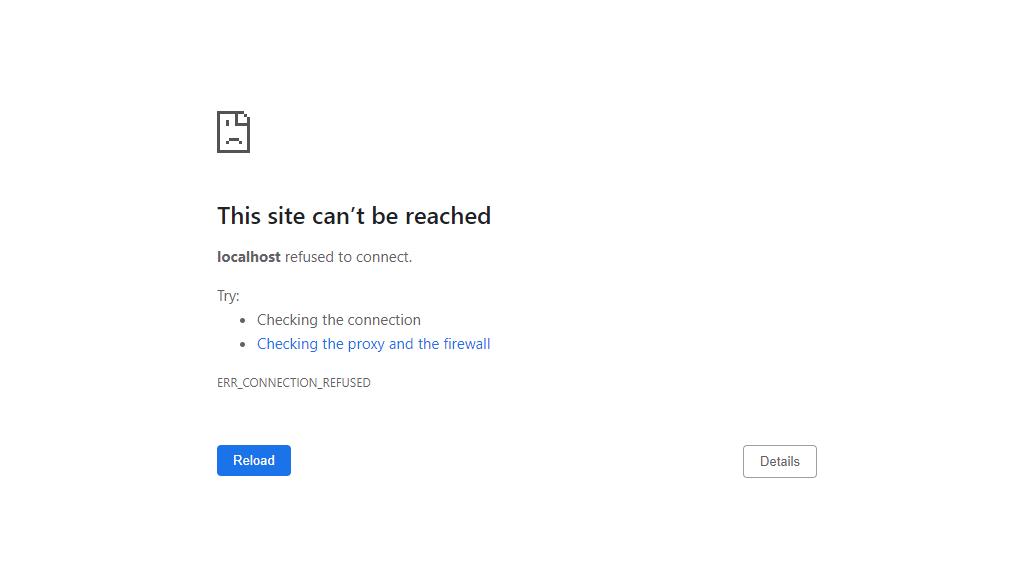 This site can’t be reached
localhost refused to connect.
Try:
• Checking the connection
• Checking the proxy and the firewall
ERR_CONNECTION_REFUSED
Reload
Details